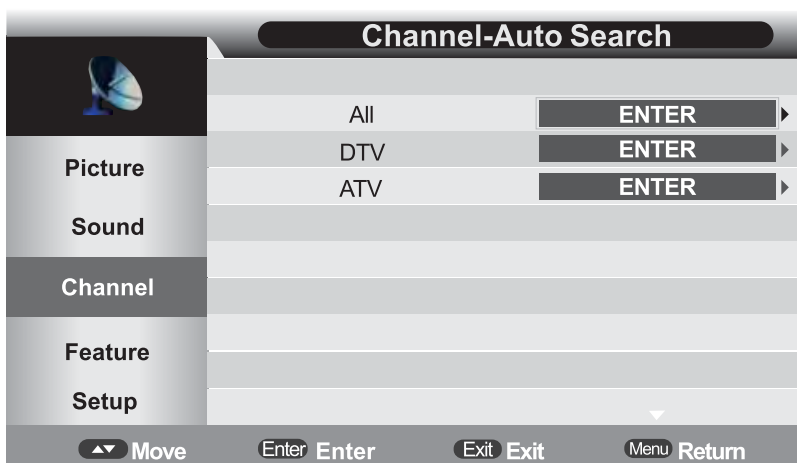 Channel-Auto Search
All ENTER
DTV ENTER
ATV ENTER
Picture
Sound
Channel
Feature
Setup
Move Enter Enter Exit Exit Menu Return